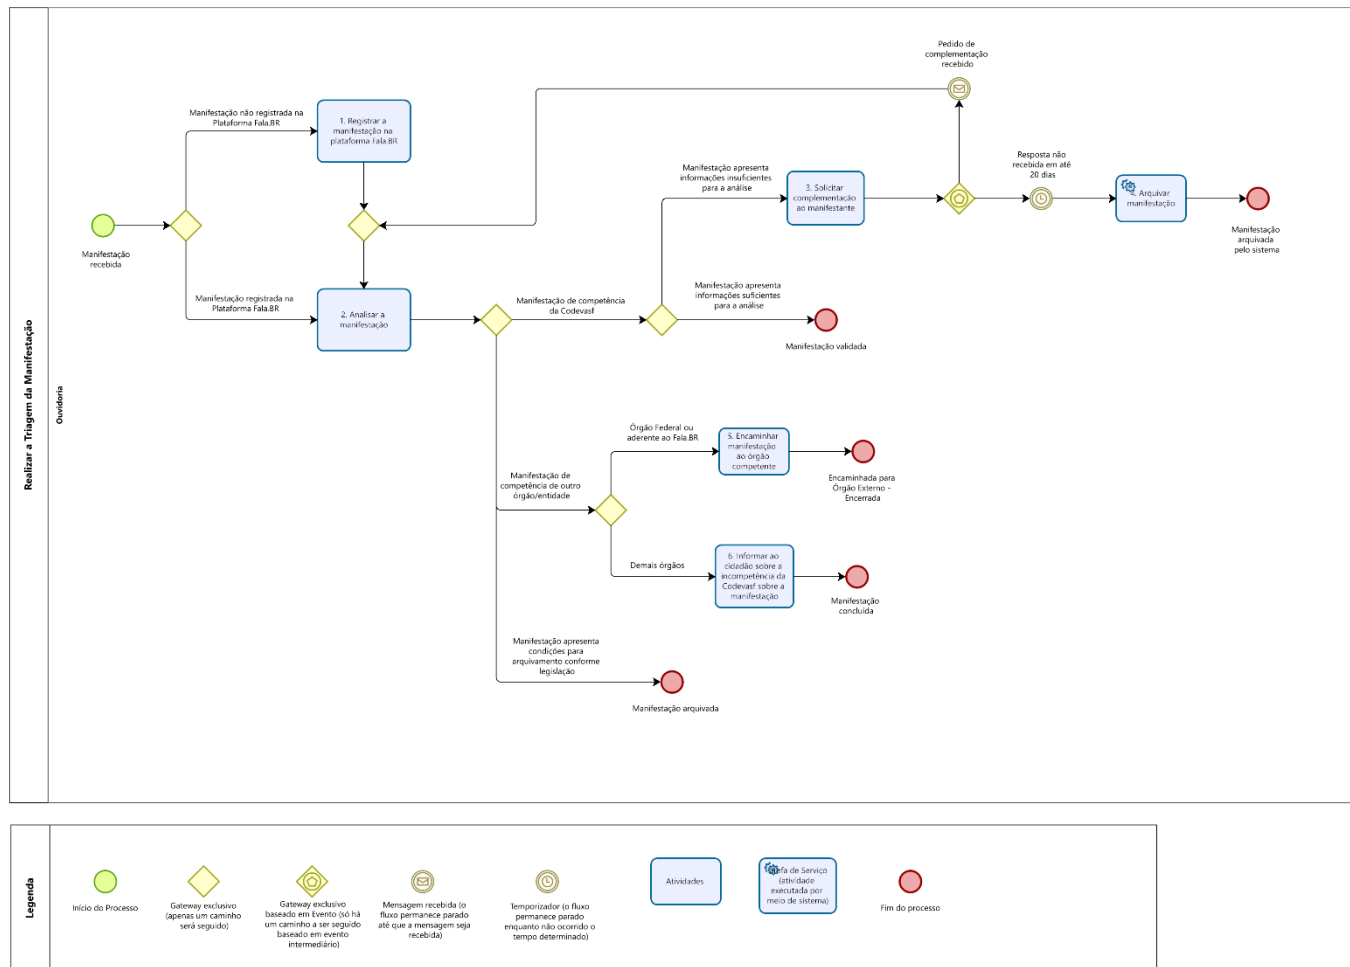 Realizar a Triagem da Manifestação
Ouvidoria
Manifestação
recebida
Manifestação não registrada na
Plataforma Fala.BR
1. Registrar a
manifestação na
plataforma Fala.BR
Manifestação registrada na
Plataforma Fala.BR
2. Analisar a
manifestação
Manifestação de competência
da Codevasf
Manifestação apresenta
informações insuficientes
para a análise
3. Solicitar
complementação
ao manifestante
Pedido de
complementação
recebido
Resposta não
recebida em até
20 dias
4. Arquivar
manifestação
Manifestação
arquivada
pelo sistema
Manifestação apresenta
informações suficientes
para a análise
Manifestação validada
Manifestação de
competência de outro
órgão/entidade
Órgão Federal ou
aderente ao Fala.BR
5. Encaminhar
manifestação
ao órgão
competente
Encaminhada para
Órgão Externo -
Encerrada
Demais órgãos
6. Informar ao
cidadão sobre a
incompetência da
Codevasf sobre a
manifestação
Manifestação
concluída
Manifestação apresenta
condições para
arquivamento conforme
legislação
Manifestação arquivada
Legenda
Início do Processo
Gateway exclusivo
(apenas um caminho
será seguido)
Gateway exclusivo
baseado em Evento (só há
um caminho a ser seguido
baseado em evento
intermediário)
Mensagem recebida (o
fluxo permanece parado
até que a mensagem seja
recebida)
Temporizador (o fluxo
permanece parado
enquanto não ocorrido o
tempo determinado)
Atividades
Tarefa de Serviço
(atividade
executada por
meio de sistema)
Fim do processo